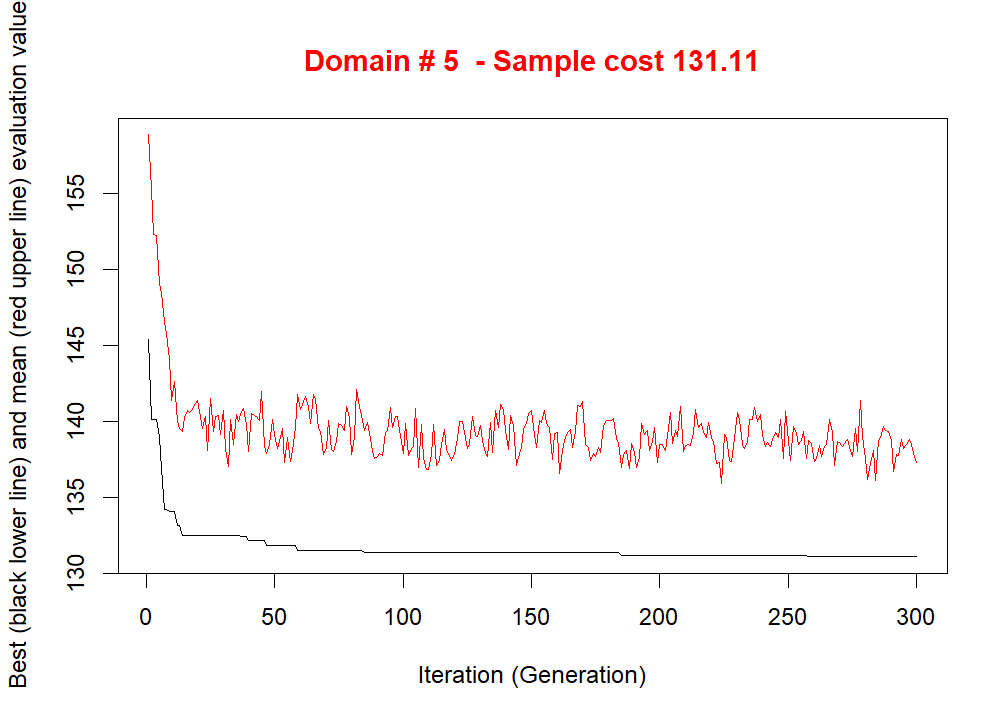 Domain # 5  - Sample cost 131.11
Best (black lower line) and mean (red upper line) evaluation value
155
150
145
140
135
130
0 50 100 150 200 250 300
Iteration (Generation)